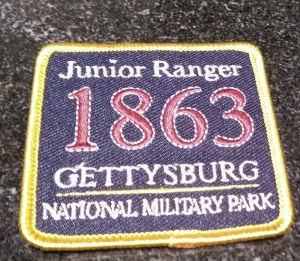 Junior Ranger
1863
GETTYSBURG
NATIONAL MILITARY PARK